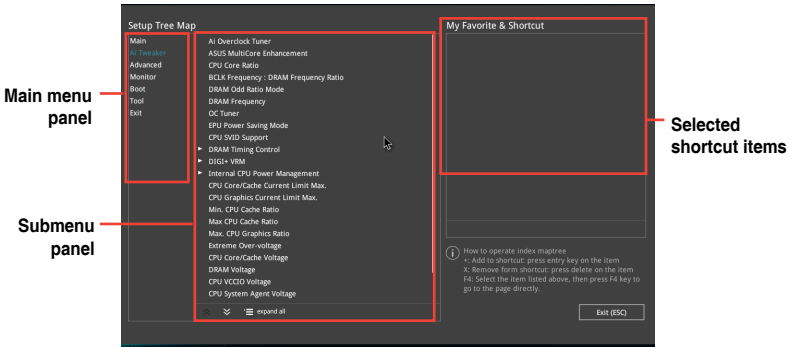 Setup Tree Map
My Favorite & Shortcut
Main
AI Tweaker
Advanced
Monitor
Boot
Tool
Exit
Ai Overclock Tuner
ASUS MultiCore Enhancement
CPU Core Ratio
BCLK Frequency : DRAM Frequency Ratio
DRAM Odd Ratio Mode
DRAM Frequency
OC Tuner
EPU Power Saving Mode
CPU SVID Support
DRAM Timing Control
DIGI+ VRM
Internal CPU Power Management
CPU Core/Cache Current Limit Max.
CPU Graphics Current Limit Max.
Min. CPU Cache Ratio
Max CPU Cache Ratio
Max. CPU Graphics Ratio
Extreme Over-voltage
CPU Core/Cache Voltage
DRAM Voltage
CPU VCCIO Voltage
CPU System Agent Voltage
expand all
How to operate index maptree
+: Add to shortcut: press entry key on the item
X: Remove form shortcut: press delete on the item
F4: Select the item listed above, then press F4 key to
go to the page directly.
Exit (ESC)
Main menu
panel
Submenu
panel
Selected
shortcut items